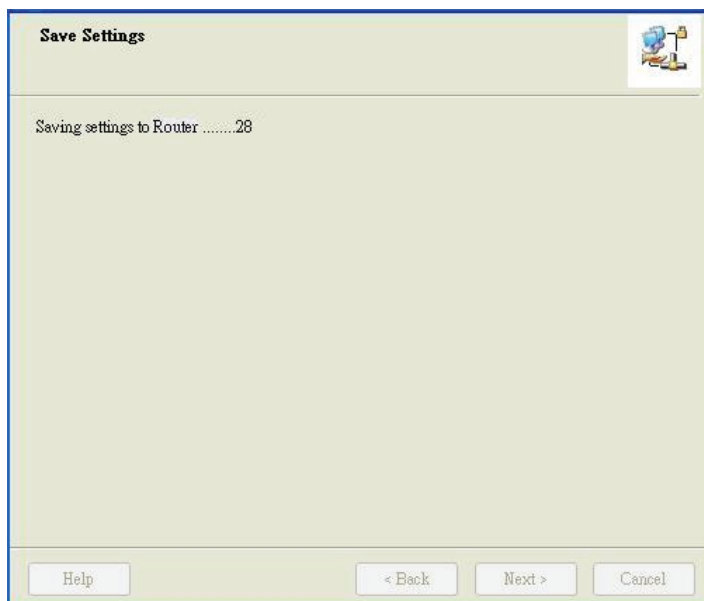 Save Settings
Saving settings to Router ........28
Help
< Back
Next >
Cancel